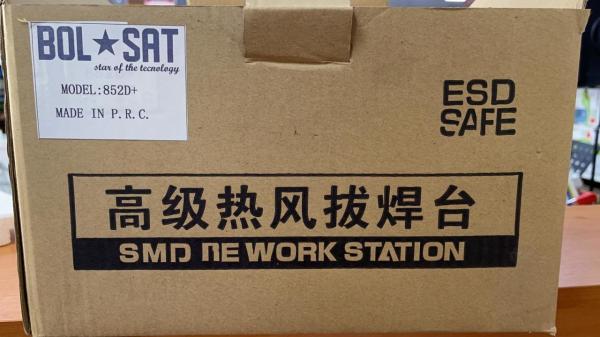 BOL★SAT
star of the tecnology
MODEL:852D+
MADE IN P.R.C.
ESD
SAFE
高级热风拔焊台
SMD REWORK STATION